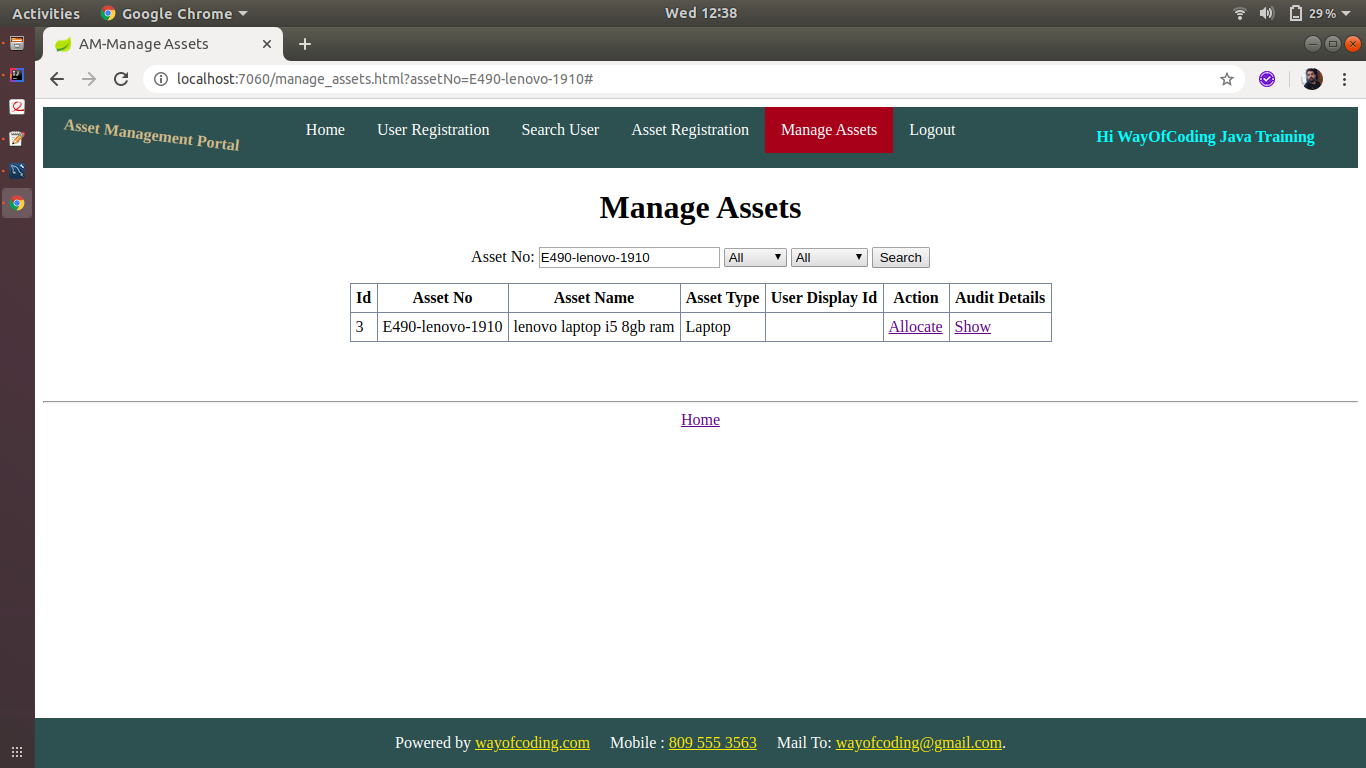 Activities Google Chrome Wed 12:38 29%
AM-Manage Assets
localhost:7060/manage_assets.html?assetNo=E490-lenovo-1910#
Asset Management Portal Home User Registration Search User Asset Registration Manage Assets Logout Hi WayOfCoding Java Training
Manage Assets
Asset No: E490-lenovo-1910 All All Search
Id Asset No Asset Name Asset Type User Display Id Action Audit Details
3 E490-lenovo-1910 lenovo laptop i5 8gb ram Laptop Allocate Show
Home
Powered by wayofcoding.com Mobile : 809 555 3563 Mail To: wayofcoding@gmail.com.